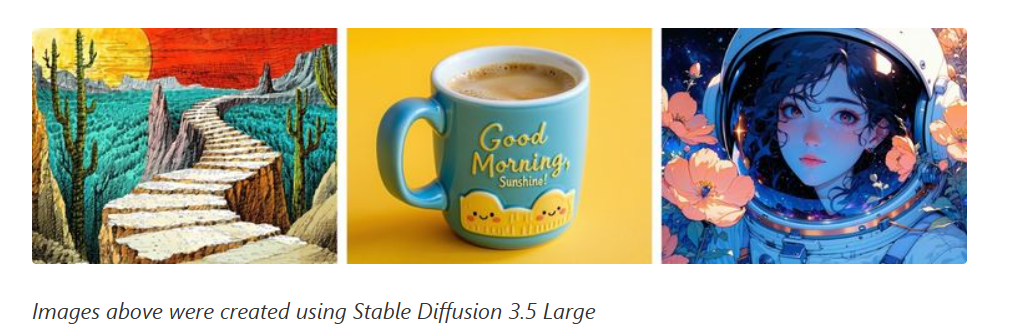 Good
Morning,
Sunshine!
Images above were created using Stable Diffusion 3.5 Large